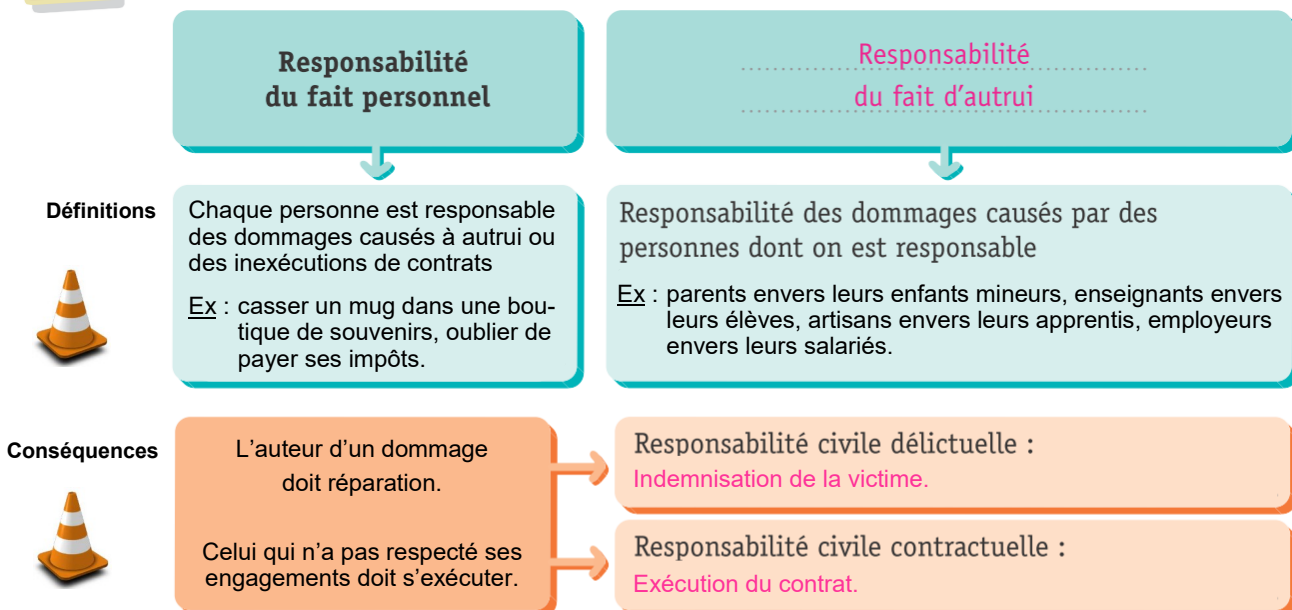 Responsabilité
du fait personnel
Responsabilité
du fait d'autrui
Définitions
Chaque personne est responsable
des dommages causés à autrui ou
des inexécutions de contrats
Ex : casser un mug dans une bou-
tique de souvenirs, oublier de
payer ses impôts.
Responsabilité des dommages causés par des
personnes dont on est responsable
Ex : parents envers leurs enfants mineurs, enseignants envers
leurs élèves, artisans envers leurs apprentis, employeurs
envers leurs salariés.
Conséquences
L'auteur d'un dommage
doit réparation.
Celui qui n'a pas respecté ses
engagements doit s'exécuter.
Responsabilité civile délictuelle :
Indemnisation de la victime.
Responsabilité civile contractuelle :
Exécution du contrat.